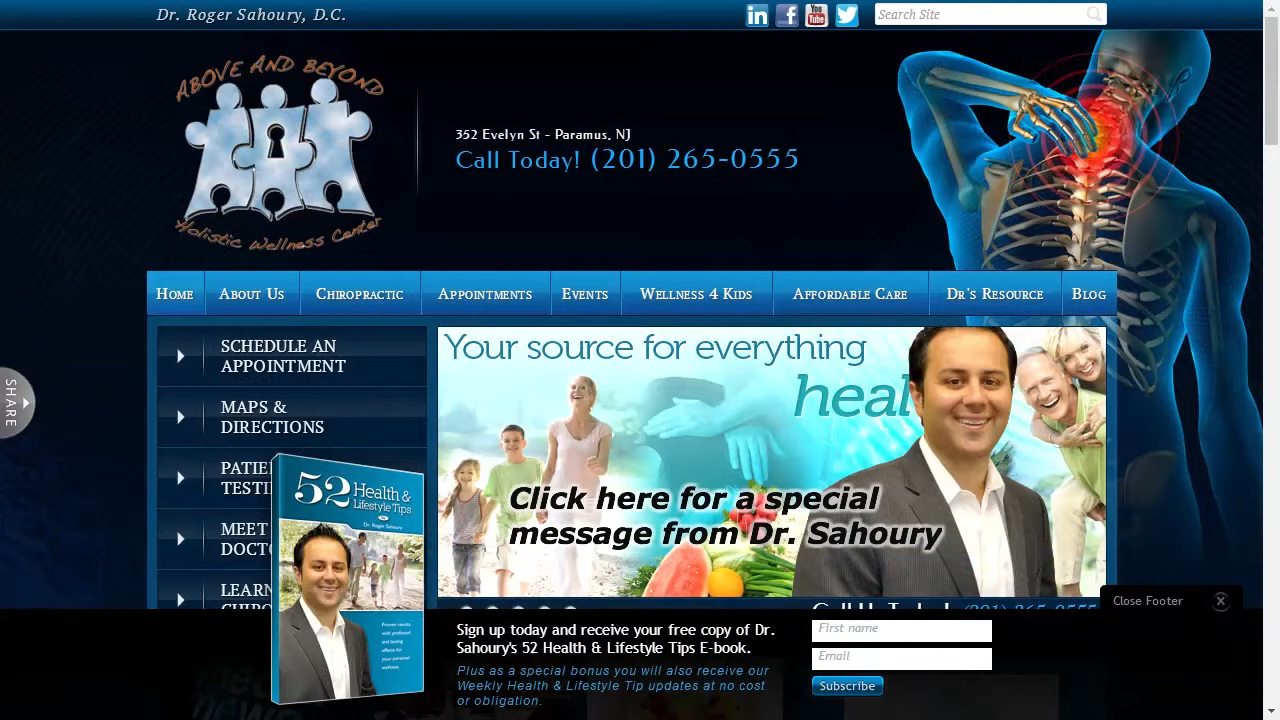 Dr. Roger Sahoury, D.C.
Search Site
ABOVE AND BEYOND
Holistic Wellness Center
352 Evelyn St - Paramus, NJ
Call Today! (201) 265-0555
Home About Us Chiropractic Appointments Events Wellness 4 Kids Affordable Care Dr's Resource Blog
SCHEDULE AN
APPOINTMENT
MAPS &
DIRECTIONS
SHARE
Your source for everything
Click here for a special
message from Dr. Sahoury
52 Health &
Lifestyle Tips
Dr. Roger Sahoury
MEET
Close Footer
Sign up today and receive your free copy of Dr.
Sahoury's 52 Health & Lifestyle Tips E-book.
Plus as a special bonus you will also receive our
Weekly Health & Lifestyle Tip updates at no cost
or obligation.
First name
Email
Subscribe